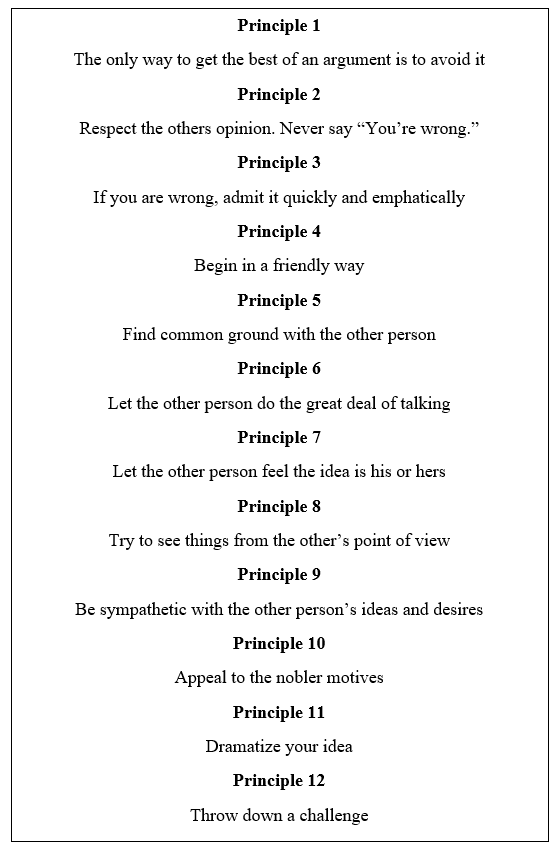 Principle 1
The only way to get the best of an argument is to avoid it
Principle 2
Respect the others opinion. Never say “You’re wrong.”
Principle 3
If you are wrong, admit it quickly and emphatically
Principle 4
Begin in a friendly way
Principle 5
Find common ground with the other person
Principle 6
Let the other person do the great deal of talking
Principle 7
Let the other person feel the idea is his or hers
Principle 8
Try to see things from the other’s point of view
Principle 9
Be sympathetic with the other person’s ideas and desires
Principle 10
Appeal to the nobler motives
Principle 11
Dramatize your idea
Principle 12
Throw down a challenge